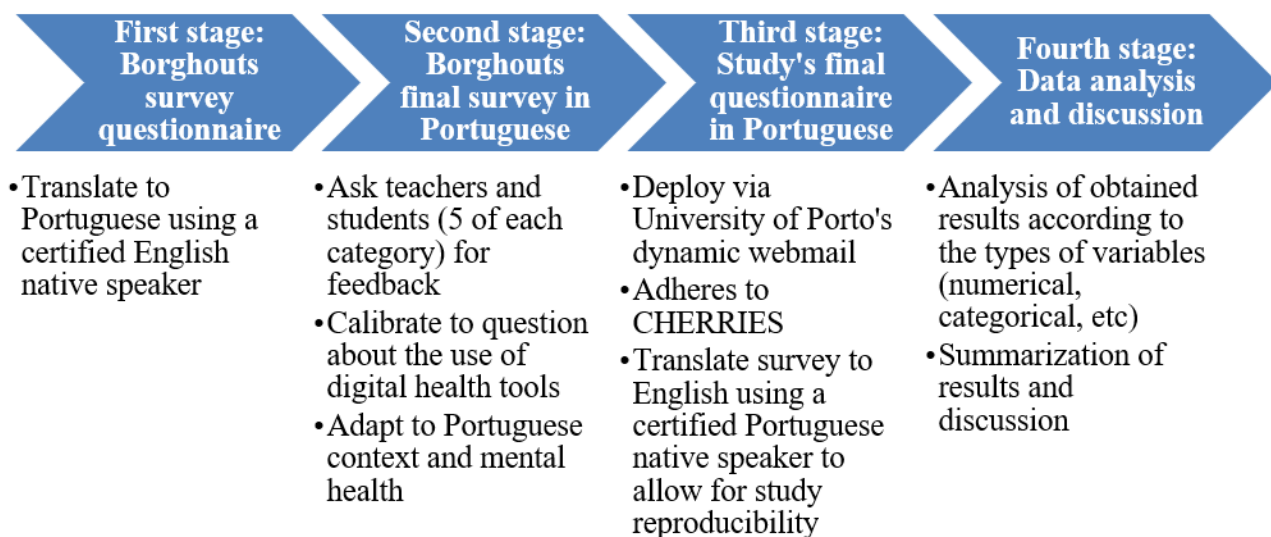 First stage:
Borghouts
survey
questionnaire
Second stage:
Borghouts
final survey in
Portuguese
Third stage:
Study's final
questionnaire
in Portuguese
Fourth stage:
Data analysis
and discussion
•Translate to
Portuguese using a
certified English
native speaker
•Ask teachers and
students (5 of each
category) for
feedback
•Calibrate to question
about the use of
digital health tools
•Adapt to Portuguese
context and mental
health
•Deploy via
University of Porto's
dynamic webmail
•Adheres to
CHERRIES
•Translate survey to
English using a
certified Portuguese
native speaker to
allow for study
reproducibility
•Analysis of obtained
results according to
the types of variables
(numerical,
categorical, etc)
•Summarization of
results and
discussion